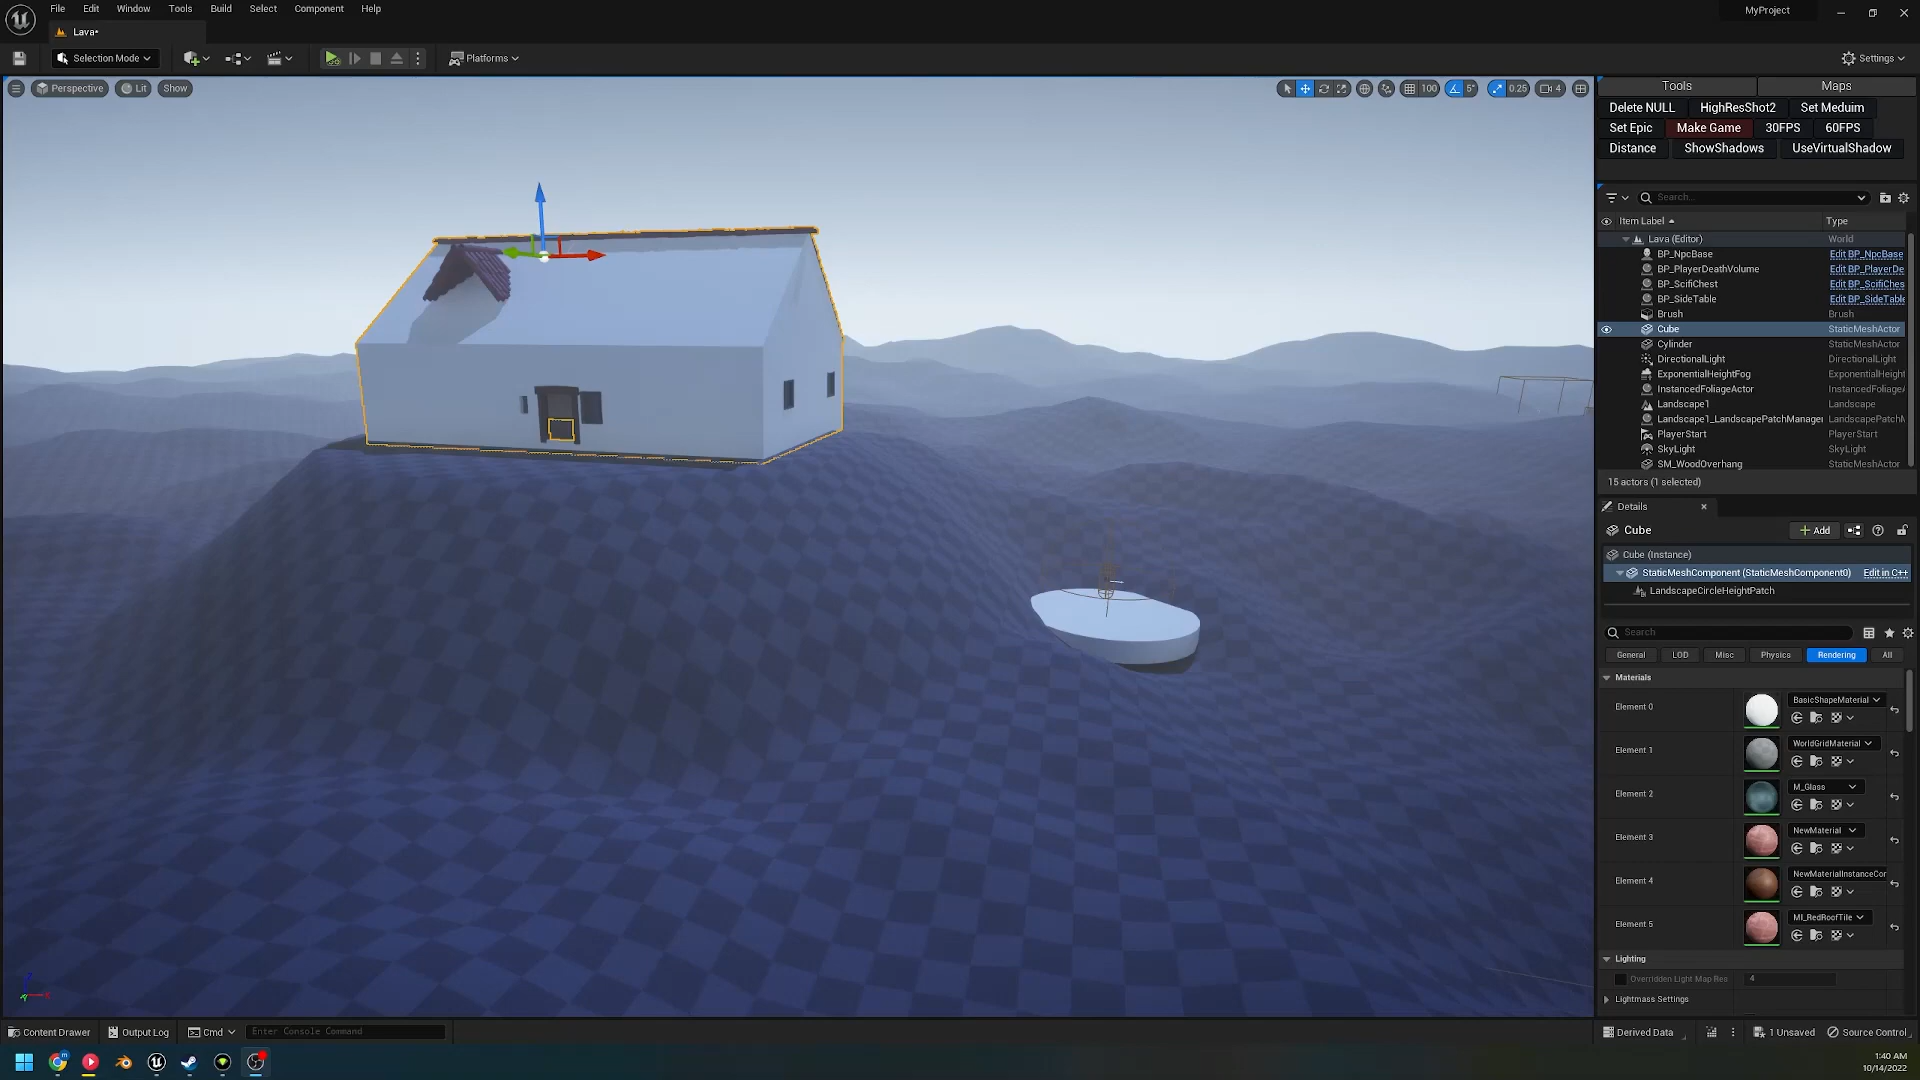 File Edit Window Tools Build Select Component Help
MyProject
Lava*
Selection Mode
Platforms
Settings
Perspective Lit Show
100 5° 0.25 4
Tools Maps
Delete NULL HighResShot2 Set Meduim
Set Epic Make Game 30FPS 60FPS
Distance ShowShadows UseVirtualShadow
Search...
Item Label Type
Lava (Editor) World
BP_NpcBase Edit BP_NpcBase
BP_PlayerDeathVolume Edit BP_PlayerDe
BP_ScifiChest Edit BP_ScifiChes
BP_SideTable Edit BP_SideTable
Brush Brush
Cube StaticMeshActor
Cylinder StaticMeshActor
DirectionalLight DirectionalLight
ExponentialHeightFog ExponentialHeight
InstancedFoliageActor InstancedFoliageA
Landscape1 Landscape
Landscape1_LandscapePatchManager LandscapePatchM
PlayerStart PlayerStart
SkyLight SkyLight
SM_WoodOverhang StaticMeshActor
15 actors (1 selected)
Details
Cube
Add
Cube (Instance)
StaticMeshComponent (StaticMeshComponent0) Edit in C++
LandscapeCircleHeightPatch
Search
General LOD Misc Physics Rendering All
Materials
Element 0 BasicShapeMaterial
Element 1 WorldGridMaterial
Element 2 M_Glass
Element 3 NewMaterial
Element 4 NewMaterialInstanceCon
Element 5 MI_RedRoofTile
Lighting
Overridden Light Map Res 4
Lightmass Settings
Content Drawer Output Log Cmd Enter Console Command
Derived Data 1 Unsaved Source Control
1:40 AM
10/14/2022